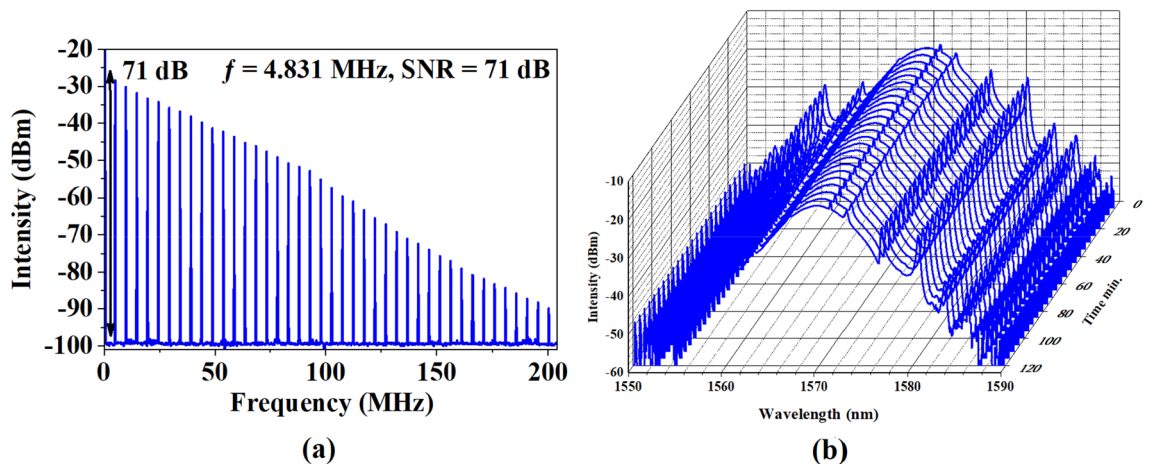 -20
-30
-40
-50
-60
-70
-80
-90
-100
Intensity (dBm)
71 dB
f = 4.831 MHz, SNR = 71 dB
0 50 100 150 200
Frequency (MHz)
(a)
-10
-20
-30
-40
-50
-60
Intensity (dBm)
1550 1560 1570 1580 1590
Wavelength (nm)
0
20
40
60
80
100
120
Time min.
(b)